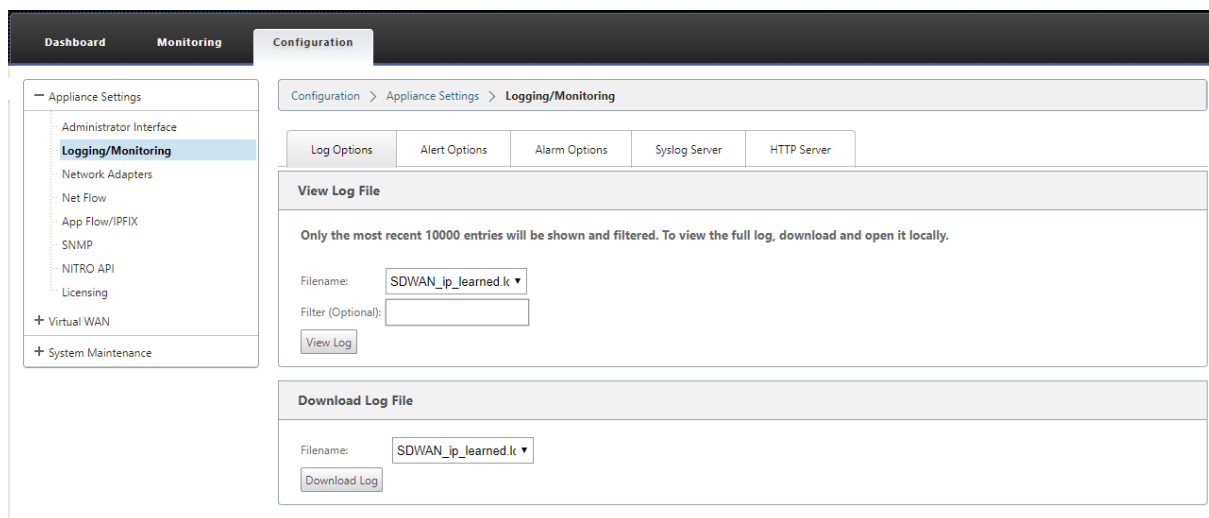 Dashboard Monitoring Configuration
Appliance Settings
Administrator Interface
Logging/Monitoring
Network Adapters
Net Flow
App Flow/IPFIX
SNMP
NITRO API
Licensing
+ Virtual WAN
+ System Maintenance
Configuration > Appliance Settings > Logging/Monitoring
Log Options Alert Options Alarm Options Syslog Server HTTP Server
View Log File
Only the most recent 10000 entries will be shown and filtered. To view the full log, download and open it locally.
Filename: SDWAN_ip_learned.lo
Filter (Optional):
View Log
Download Log File
Filename: SDWAN_ip_learned.lo
Download Log